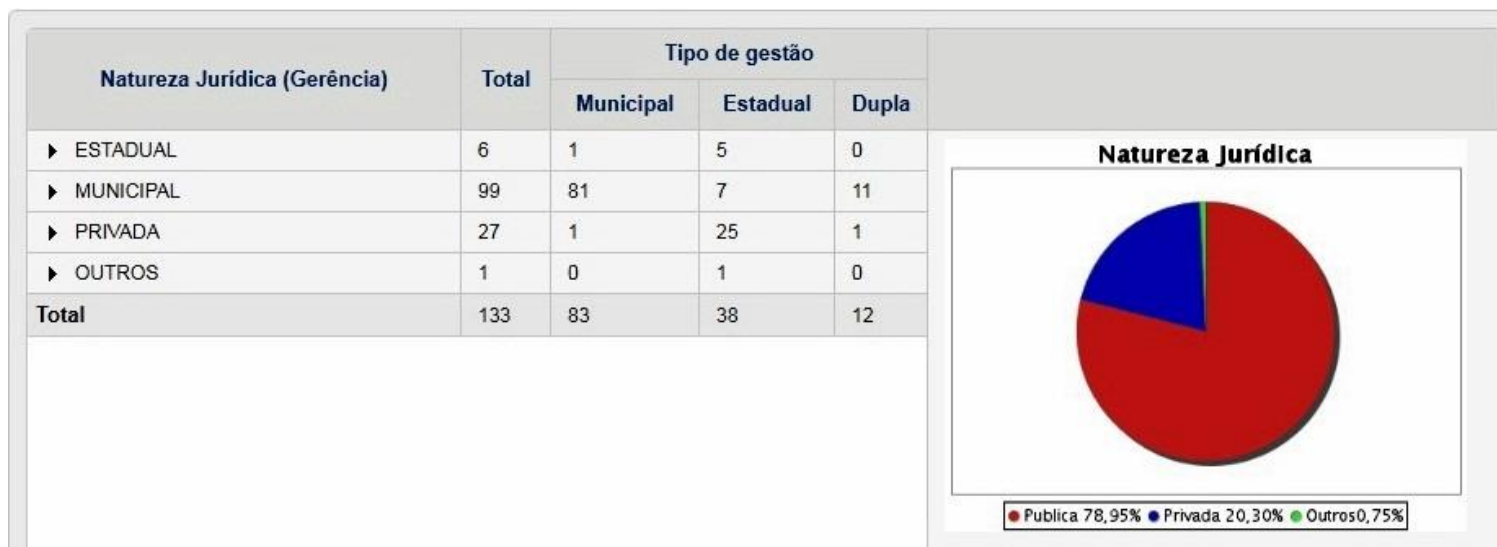 Natureza Jurídica (Gerência) Total Tipo de gestão
Municipal Estadual Dupla
ESTADUAL 6 1 5 0
MUNICIPAL 99 81 7 11
PRIVADA 27 1 25 1
OUTROS 1 0 1 0
Total 133 83 38 12
Natureza Jurídica
Publica 78,95% Privada 20,30% Outros0,75%